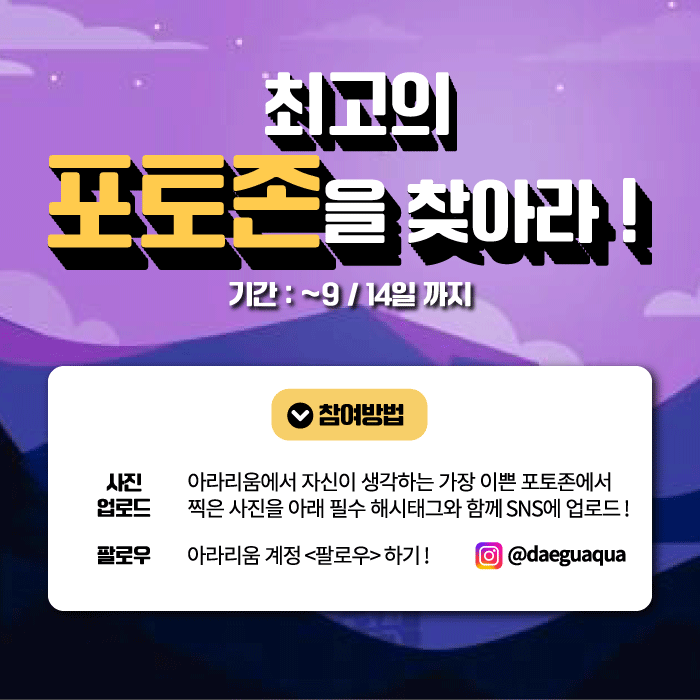 최고의
포토존을 찾아라 !
기간 : ~9 / 14일 까지
참여방법
사진
업로드
아라리움에서 자신이 생각하는 가장 이쁜 포토존에서
찍은 사진을 아래 필수 해시태그와 함께 SNS에 업로드 !
팔로우
아라리움 계정 <팔로우> 하기 !
@daeguaqua